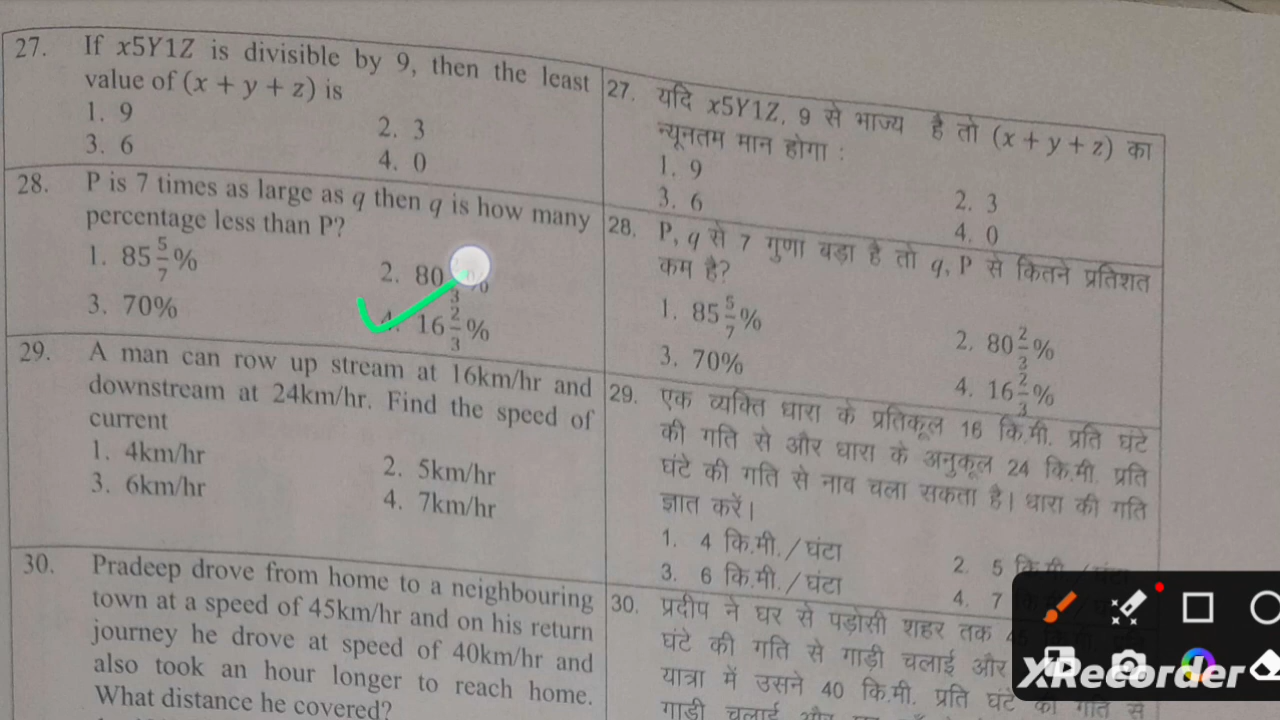 27. If x5Y1Z is divisible by 9, then the least
value of (x + y + z) is
1. 9
2. 3
3. 6
4. 0
28. P is 7 times as large as q then q is how many
percentage less than P?
1. 85 5/7 %
2. 80 %
3. 70%
4. 16 2/3 %
29. A man can row up stream at 16km/hr and
downstream at 24km/hr. Find the speed of
current
1. 4km/hr
2. 5km/hr
3. 6km/hr
4. 7km/hr
30. Pradeep drove from home to a neighbouring
town at a speed of 45km/hr and on his return
journey he drove at speed of 40km/hr and
also took an hour longer to reach home.
What distance he covered?
27. यदि x5Y1Z, 9 से भाज्य है तो (x + y + z) का
न्यूनतम मान होगा :
1. 9
2. 3
3. 6
4. 0
28. P, q से 7 गुणा बड़ा है तो q, P से कितने प्रतिशत
कम है?
1. 85 5/7 %
2. 80 2/3 %
3. 70%
4. 16 2/3 %
29. एक व्यक्ति धारा के प्रतिकूल 16 कि.मी. प्रति घंटे
की गति से और धारा के अनुकूल 24 कि.मी. प्रति
घंटे की गति से नाव चला सकता है। धारा की गति
ज्ञात करें।
1. 4 कि.मी./घंटा
2. 5 कि.मी./घंटा
3. 6 कि.मी./घंटा
4. 7
30. प्रदीप ने घर से पड़ोसी शहर तक
घंटे की गति से गाड़ी चलाई और
यात्रा में उसने 40 कि.मी. प्रति घंटे की गति से
गाड़ी चलाई और
XRecorder